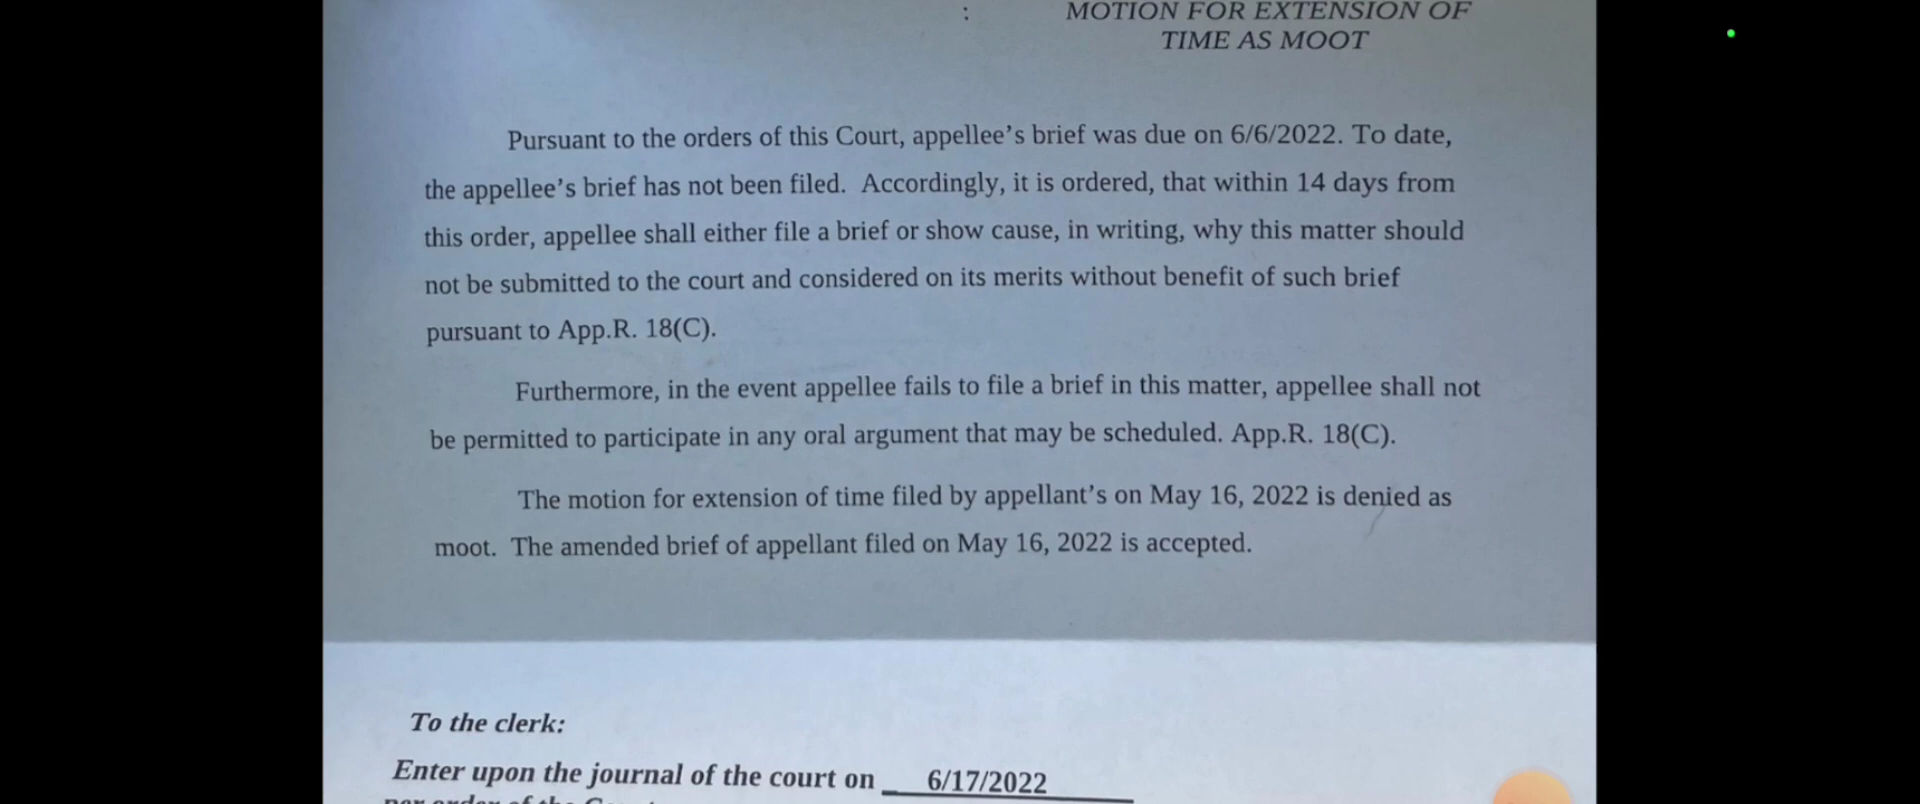 :
MOTION FOR EXTENSION OF
TIME AS MOOT
Pursuant to the orders of this Court, appellee's brief was due on 6/6/2022. To date,
the appellee's brief has not been filed.  Accordingly, it is ordered, that within 14 days from
this order, appellee shall either file a brief or show cause, in writing, why this matter should
not be submitted to the court and considered on its merits without benefit of such brief
pursuant to App.R. 18(C).
Furthermore, in the event appellee fails to file a brief in this matter, appellee shall not
be permitted to participate in any oral argument that may be scheduled. App.R. 18(C).
The motion for extension of time filed by appellant's on May 16, 2022 is denied as
moot.  The amended brief of appellant filed on May 16, 2022 is accepted.
To the clerk:
Enter upon the journal of the court on 6/17/2022
per order of the